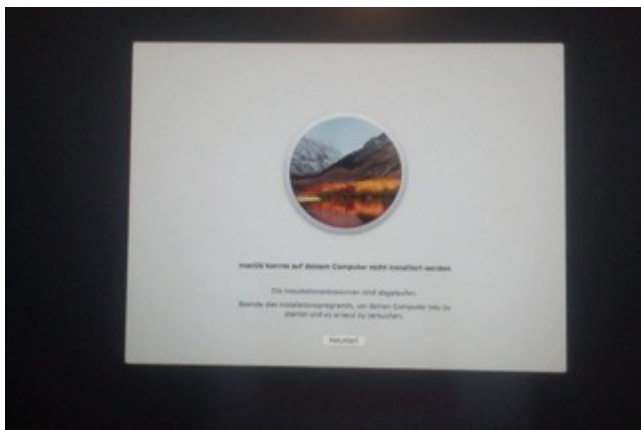 macOS konnte auf deinem Computer nicht installiert werden
Die Installationsressourcen sind abgelaufen.
Beende das Installationsprogramm, um deinen Computer neu zu
starten und es erneut zu versuchen.
Neustart